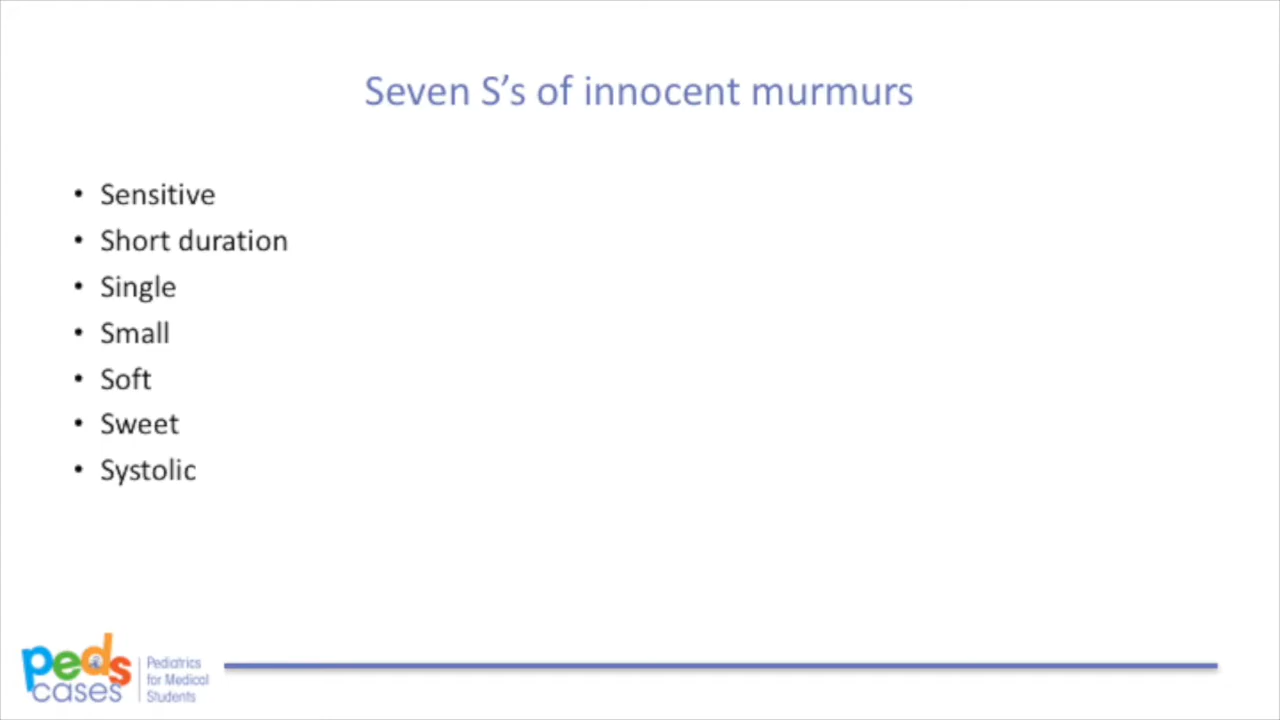 Seven S’s of innocent murmurs
• Sensitive
• Short duration
• Single
• Small
• Soft
• Sweet
• Systolic
peds
cases
Pediatrics
for Medical
Students